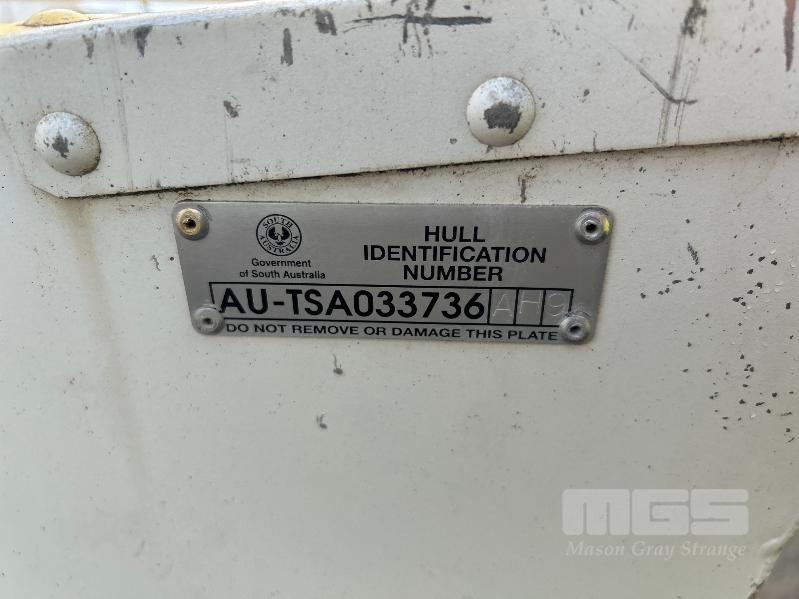 SOUTH AUSTRALIA
Government
of South Australia
HULL
IDENTIFICATION
NUMBER
AU-TSA033736AH9
DO NOT REMOVE OR DAMAGE THIS PLATE
MGS
Mason Gray Strange